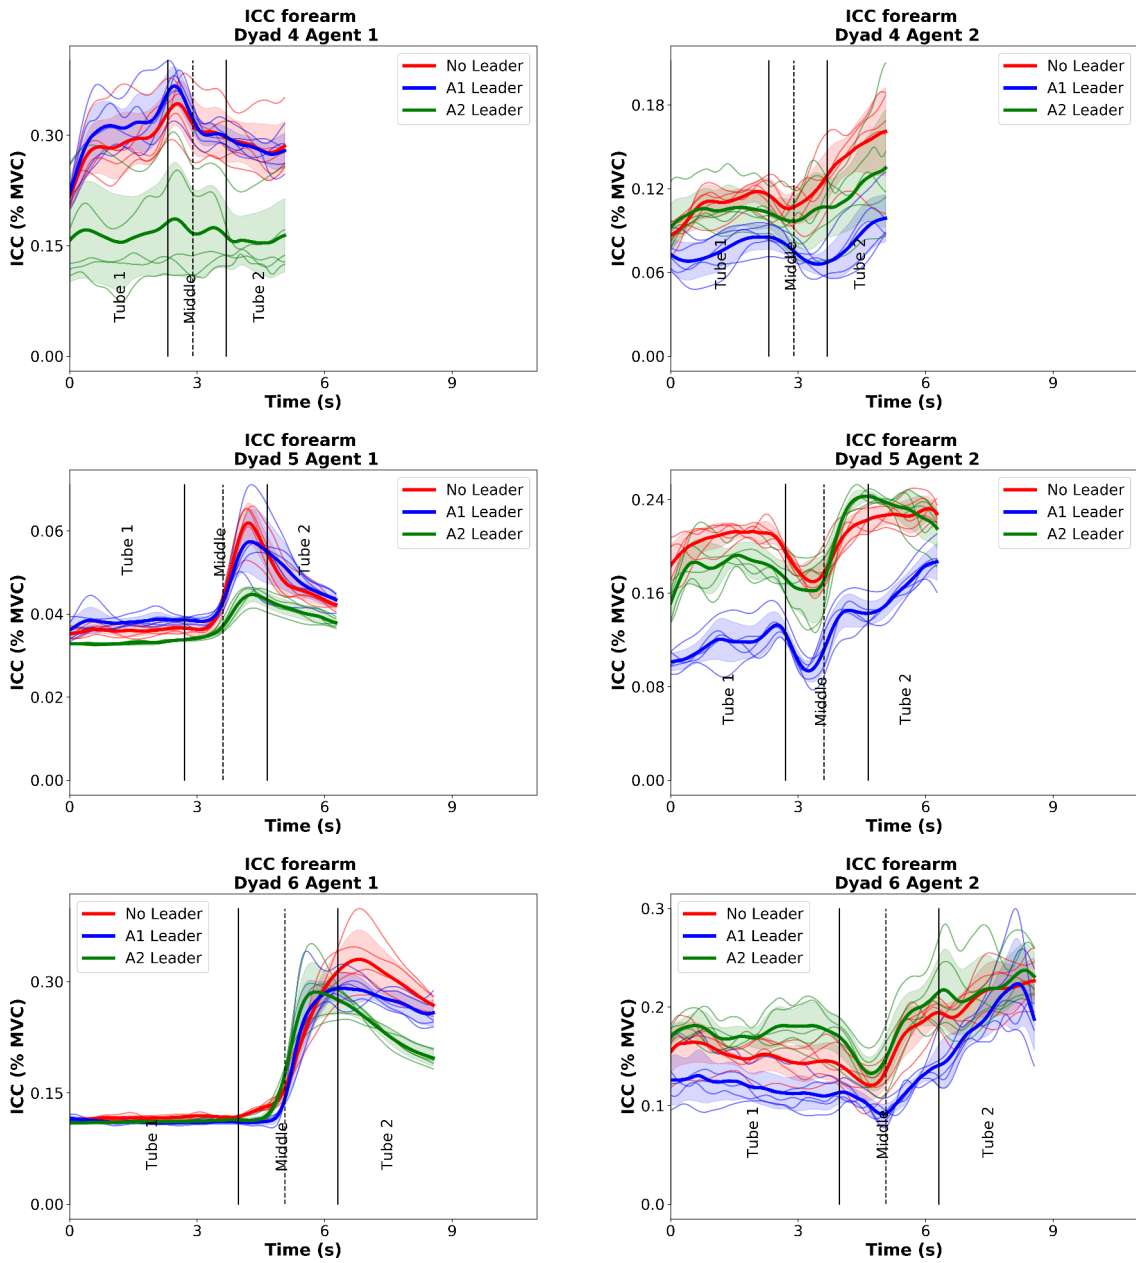 ICC forearm
Dyad 4 Agent 1
ICC (% MVC)
0.30
0.15
0.00
No Leader
A1 Leader
A2 Leader
Tube 1
Middle
Tube 2
0
3
6
9
Time (s)
ICC forearm
Dyad 4 Agent 2
ICC (% MVC)
0.18
0.12
0.06
0.00
No Leader
A1 Leader
A2 Leader
Tube 1
Middle
Tube 2
0
3
6
9
Time (s)
ICC forearm
Dyad 5 Agent 1
ICC (% MVC)
0.06
0.04
0.02
0.00
No Leader
A1 Leader
A2 Leader
Tube 1
Middle
Tube 2
0
3
6
9
Time (s)
ICC forearm
Dyad 5 Agent 2
ICC (% MVC)
0.24
0.16
0.08
0.00
No Leader
A1 Leader
A2 Leader
Tube 1
Middle
Tube 2
0
3
6
9
Time (s)
ICC forearm
Dyad 6 Agent 1
ICC (% MVC)
0.30
0.15
0.00
No Leader
A1 Leader
A2 Leader
Tube 1
Middle
Tube 2
0
3
6
9
Time (s)
ICC forearm
Dyad 6 Agent 2
ICC (% MVC)
0.3
0.2
0.1
0.0
No Leader
A1 Leader
A2 Leader
Tube 1
Middle
Tube 2
0
3
6
9
Time (s)